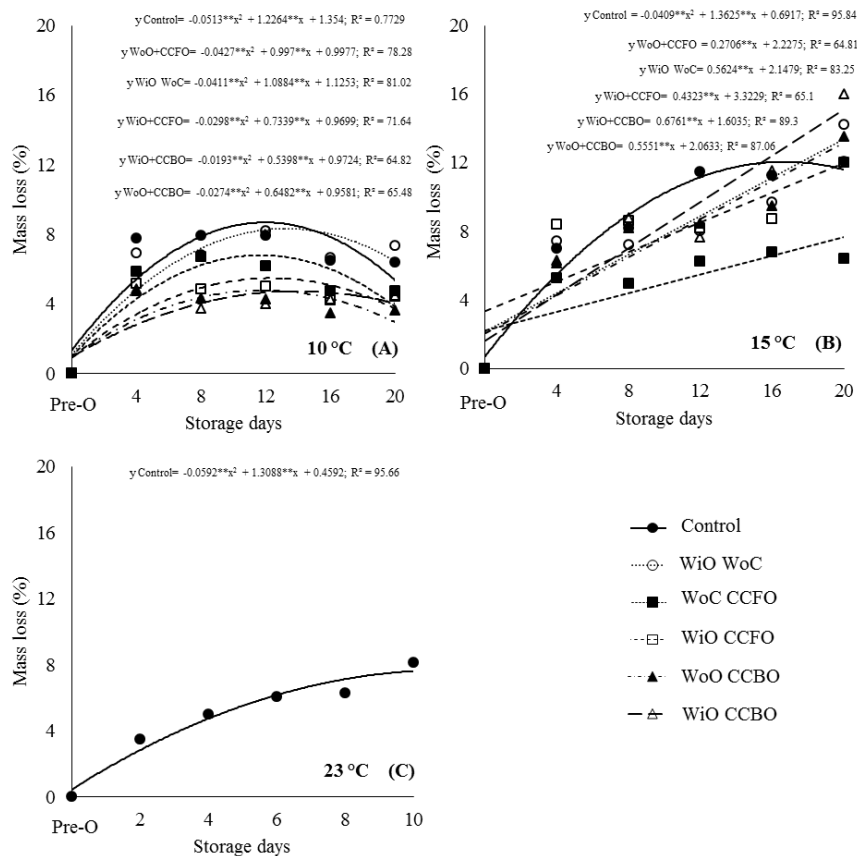 y Control= -0.0513**x² + 1.2264**x + 1.354; R² = 0.7729
y WoO+CCFO= -0.0427**x² + 0.997**x + 0.9977; R² = 78.28
y WiO WoC= -0.0411**x² + 1.0884**x + 1.1253; R² = 81.02
y WiO+CCFO= -0.0298**x² + 0.7339**x + 0.9699; R² = 71.64
y WiO+CCBO= -0.0193**x² + 0.5398**x + 0.9724; R² = 64.82
y WoO+CCBO= -0.0274**x² + 0.6482**x + 0.9581; R² = 65.48
20
16
12
8
4
0
Mass loss (%)
10 °C (A)
Pre-O 4 8 12 16 20
Storage days
y Control = -0.0409**x² + 1.3625**x + 0.6917; R² = 95.84
y WoO+CCFO = 0.2706**x + 2.2275; R² = 64.81
y WiO WoC= 0.5624**x + 2.1479; R² = 83.25
y WiO+CCFO= 0.4323**x + 3.3229; R² = 65.1
y WiO+CCBO= 0.6761**x + 1.6035; R² = 89.3
y WoO+CCBO= 0.5551**x + 2.0633; R² = 87.06
20
16
12
8
4
0
Mass loss (%)
15 °C (B)
Pre-O 4 8 12 16 20
Storage days
y Control= -0.0592**x² + 1.3088**x + 0.4592; R² = 95.66
20
16
12
8
4
0
Mass loss (%)
23 °C (C)
Pre-O 2 4 6 8 10
Storage days
Control
WiO WoC
WoC CCFO
WiO CCFO
WoO CCBO
WiO CCBO